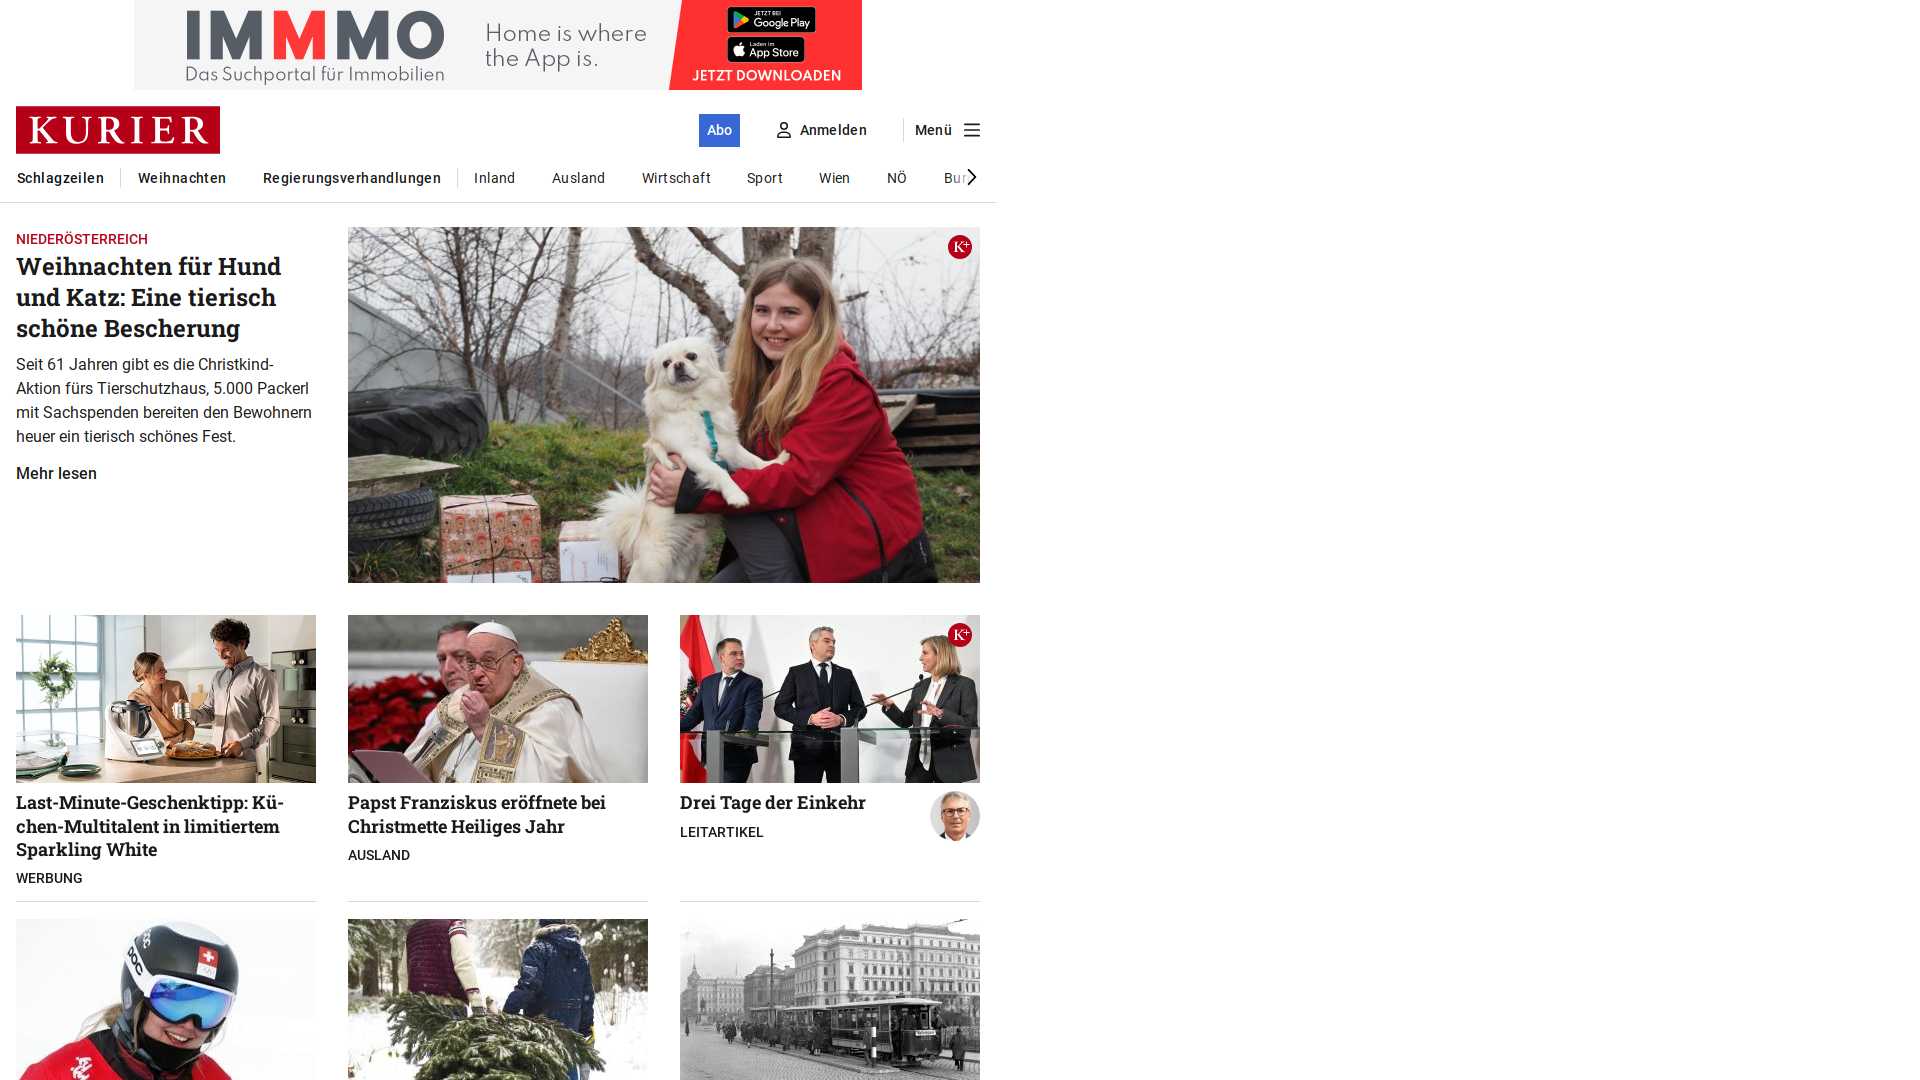 IMMMO
Das Suchportal für Immobilien
Home is where
the App is.
JETZT BEI
Google Play
Laden im
App Store
JETZT DOWNLOADEN
KURIER
Abo
Anmelden
Menü
Schlagzeilen
Weihnachten
Regierungsverhandlungen
Inland
Ausland
Wirtschaft
Sport
Wien
NÖ
Bur
NIEDERÖSTERREICH
Weihnachten für Hund
und Katz: Eine tierisch
schöne Bescherung
Seit 61 Jahren gibt es die Christkind-
Aktion fürs Tierschutzhaus, 5.000 Packerl
mit Sachspenden bereiten den Bewohnern
heuer ein tierisch schönes Fest.
Mehr lesen
K+
K+
Last-Minute-Geschenktipp: Kü-
chen-Multitalent in limitiertem
Sparkling White
WERBUNG
Papst Franziskus eröffnete bei
Christmette Heiliges Jahr
AUSLAND
Drei Tage der Einkehr
LEITARTIKEL
POC
POC